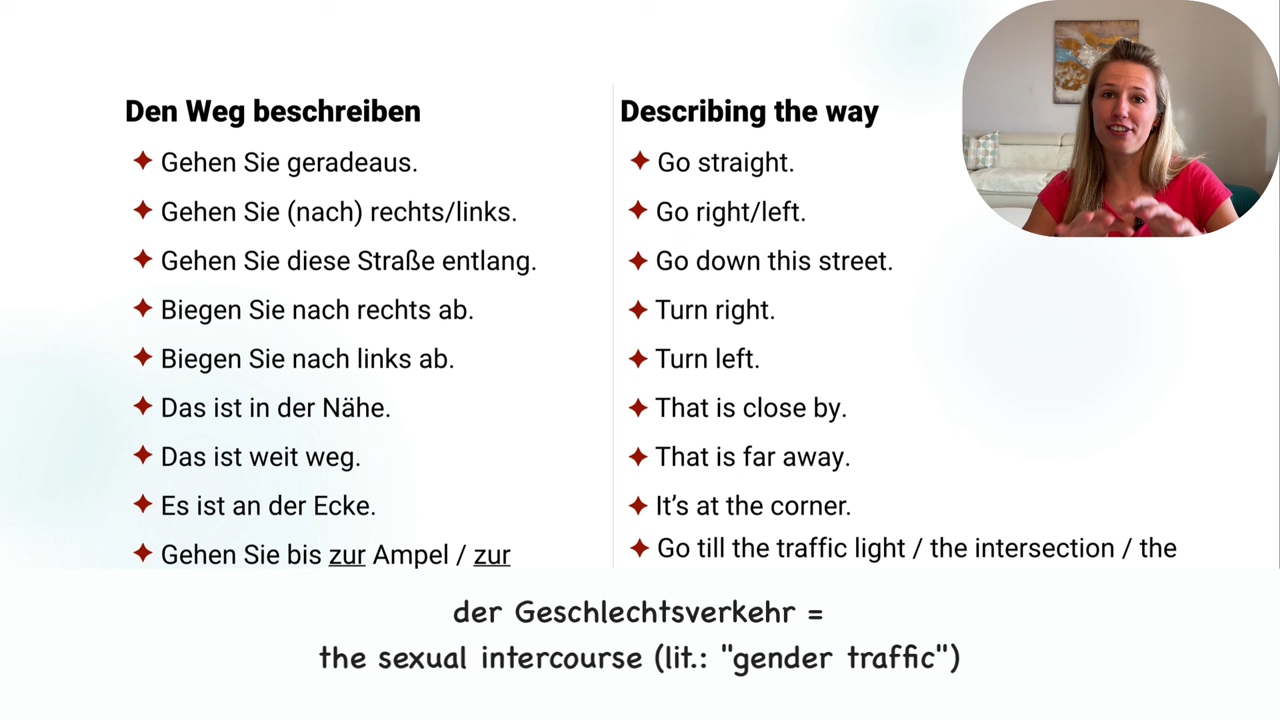 Den Weg beschreiben
Gehen Sie geradeaus.
Gehen Sie (nach) rechts/links.
Gehen Sie diese Straße entlang.
Biegen Sie nach rechts ab.
Biegen Sie nach links ab.
Das ist in der Nähe.
Das ist weit weg.
Es ist an der Ecke.
Gehen Sie bis zur Ampel / zur
Describing the way
Go straight.
Go right/left.
Go down this street.
Turn right.
Turn left.
That is close by.
That is far away.
It’s at the corner.
Go till the traffic light / the intersection / the
der Geschlechtsverkehr =
the sexual intercourse (lit.: "gender traffic")